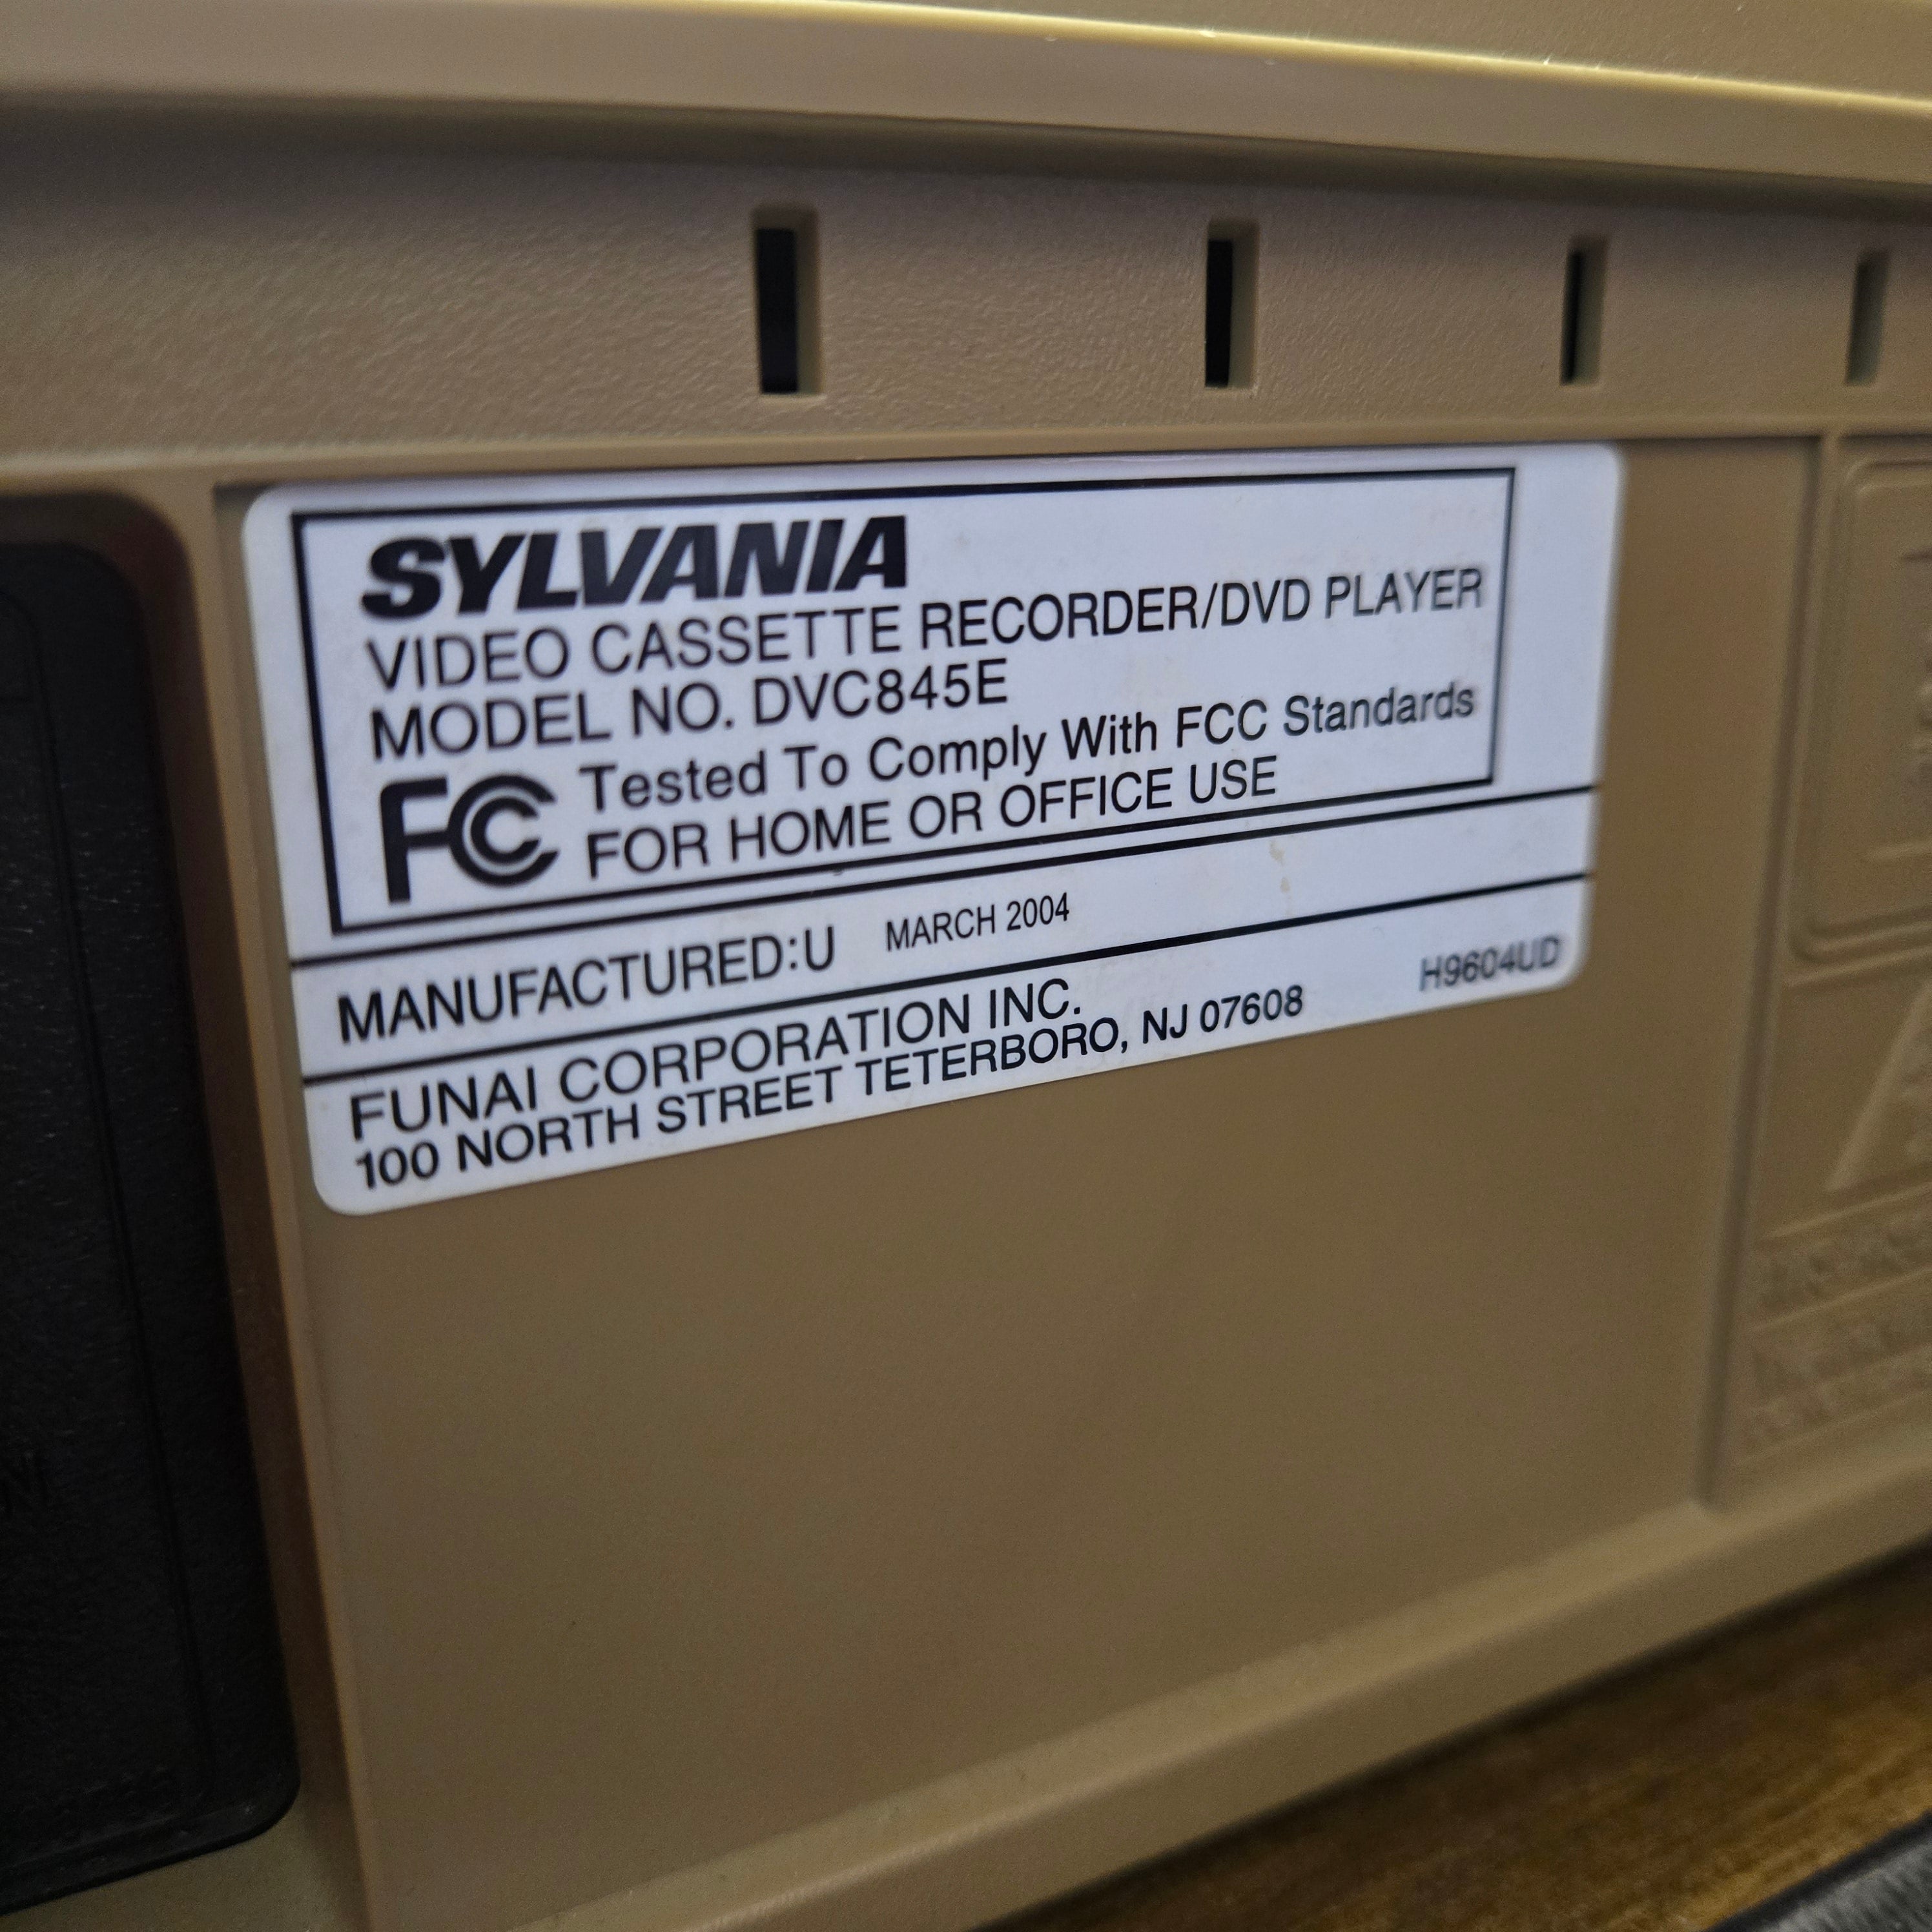 SYLVANIA
VIDEO CASSETTE RECORDER/DVD PLAYER
MODEL NO. DVC845E
FC Tested To Comply With FCC Standards
FOR HOME OR OFFICE USE
MANUFACTURED:U MARCH 2004
FUNAI CORPORATION INC.
100 NORTH STREET TETERBORO, NJ 07608 H9604UD